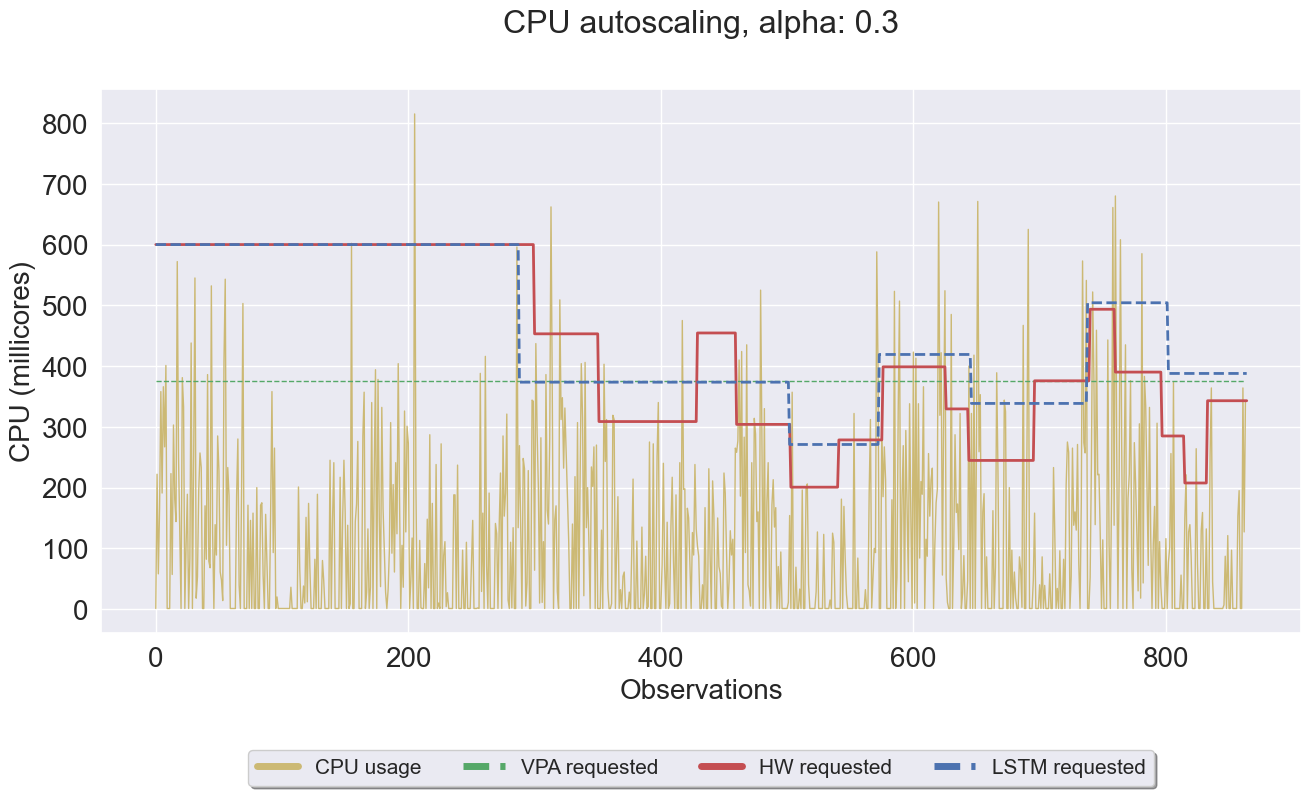 CPU autoscaling, alpha: 0.3
CPU (millicores)
800
700
600
500
400
300
200
100
0
0 200 400 600 800
Observations
CPU usage VPA requested HW requested LSTM requested